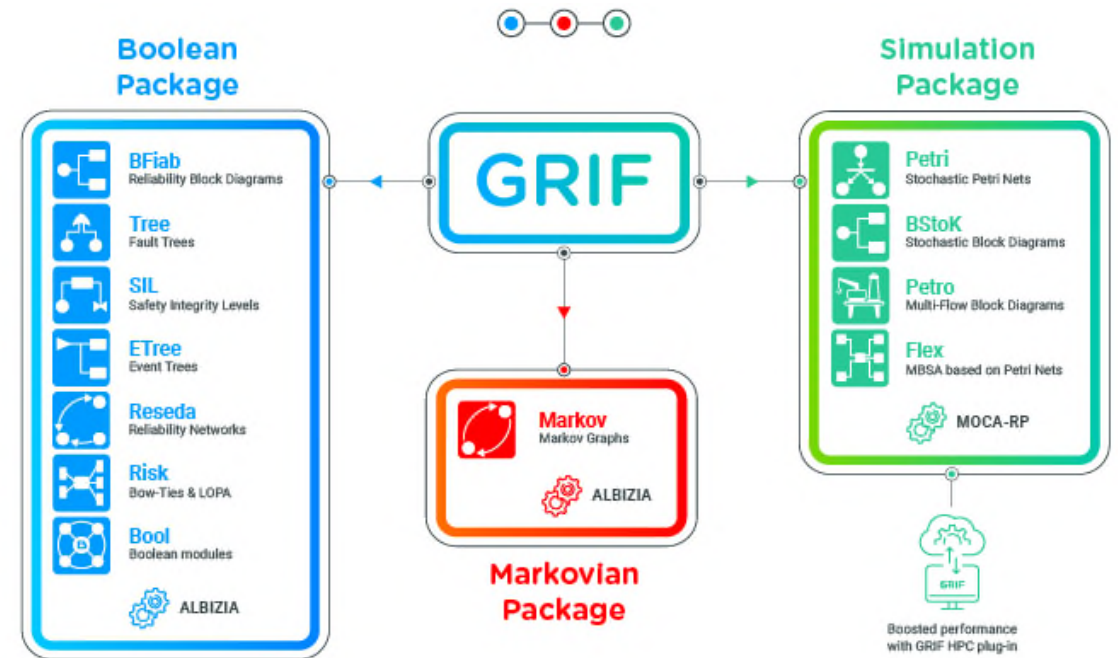 Boolean
Package
BFiab
Reliability Block Diagrams
Tree
Fault Trees
SIL
Safety Integrity Levels
ETree
Event Trees
Reseda
Reliability Networks
Risk
Bow-Ties & LOPA
Bool
Boolean modules
B
ALBIZIA
GRIF
Markov
Markov Graphs
ALBIZIA
Markovian
Package
Simulation
Package
Petri
Stochastic Petri Nets
BStoK
Stochastic Block Diagrams
Petro
Multi-Flow Block Diagrams
Flex
MBSA based on Petri Nets
MOCA-RP
GRIF
Boosted performance
with GRIF HPC plug-in